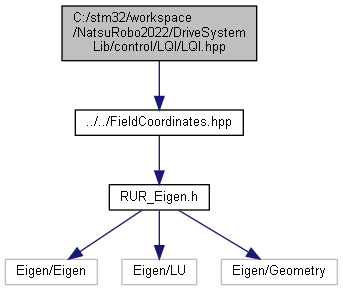 C:/stm32/workspace
/NatsuRobo2022/DriveSystem
Lib/control/LQI/LQI.hpp
../../FieldCoordinates.hpp
RUR_Eigen.h
Eigen/Eigen
Eigen/LU
Eigen/Geometry